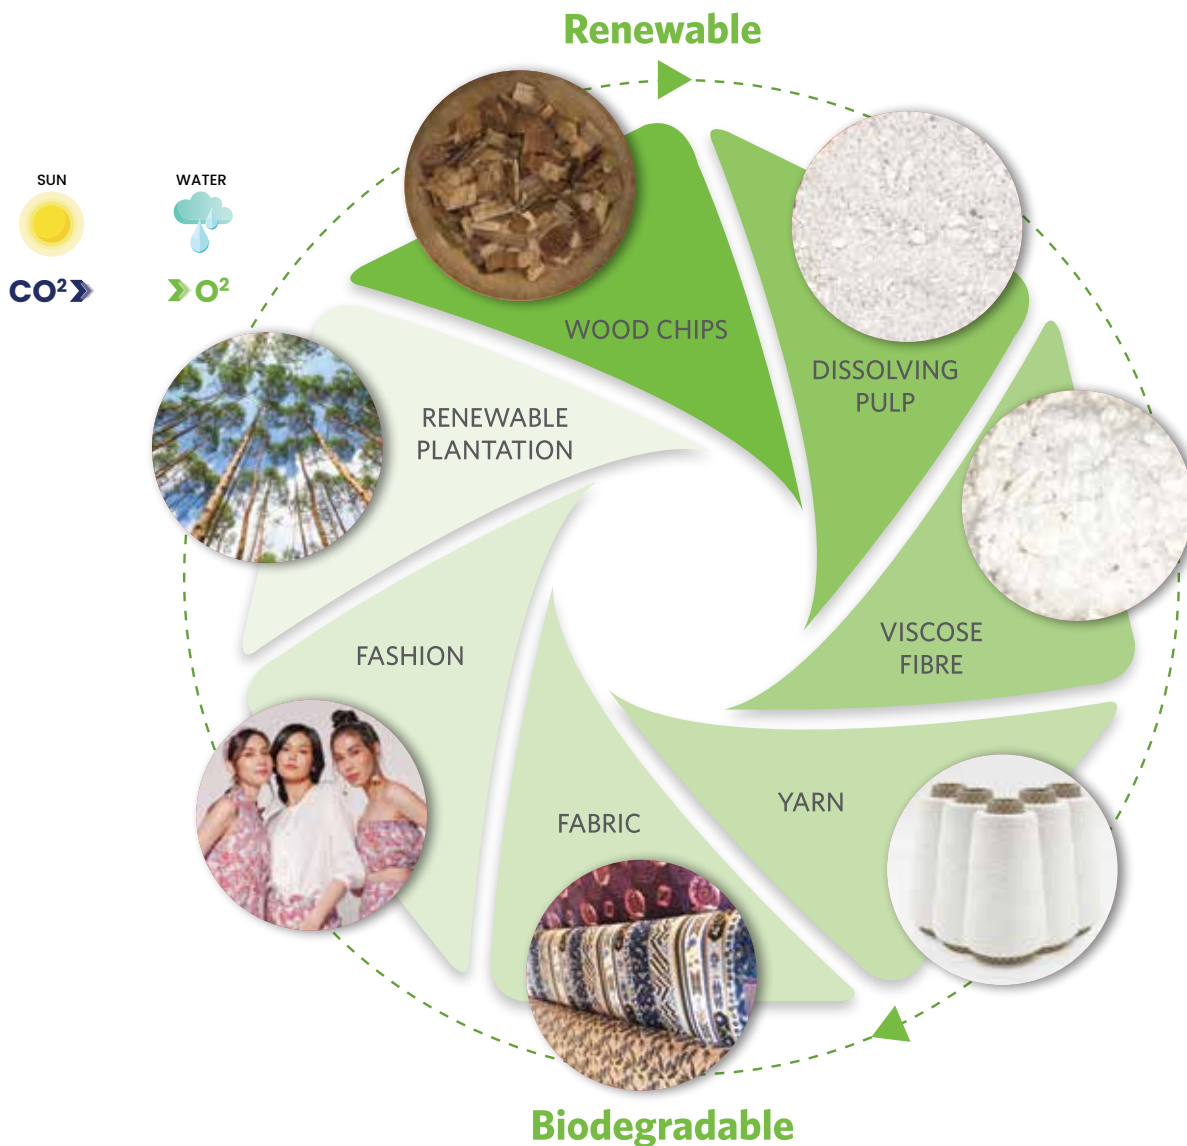 Renewable
SUN
WATER
CO²
O²
WOOD CHIPS
DISSOLVING
PULP
RENEWABLE
PLANTATION
VISCOSE
FIBRE
FASHION
YARN
FABRIC
Biodegradable